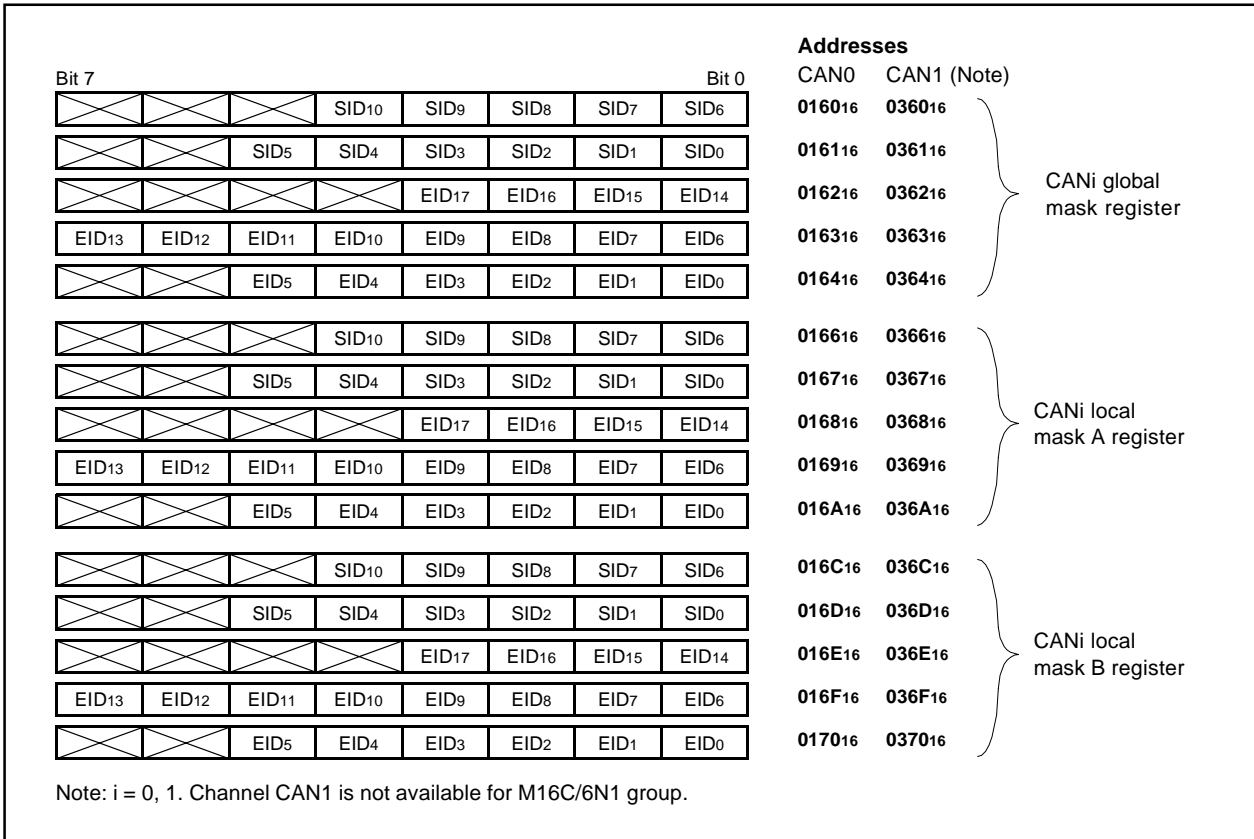 Addresses
Bit 7 Bit 0 CAN0 CAN1 (Note)
SID10 SID9 SID8 SID7 SID6 016016 036016
SID5 SID4 SID3 SID2 SID1 SID0 016116 036116
EID17 EID16 EID15 EID14 016216 036216
CANi global
mask register
EID13 EID12 EID11 EID10 EID9 EID8 EID7 EID6 016316 036316
EID5 EID4 EID3 EID2 EID1 EID0 016416 036416
SID10 SID9 SID8 SID7 SID6 016616 036616
SID5 SID4 SID3 SID2 SID1 SID0 016716 036716
EID17 EID16 EID15 EID14 016816 036816
CANi local
mask A register
EID13 EID12 EID11 EID10 EID9 EID8 EID7 EID6 016916 036916
EID5 EID4 EID3 EID2 EID1 EID0 016A16 036A16
SID10 SID9 SID8 SID7 SID6 016C16 036C16
SID5 SID4 SID3 SID2 SID1 SID0 016D16 036D16
EID17 EID16 EID15 EID14 016E16 036E16
CANi local
mask B register
EID13 EID12 EID11 EID10 EID9 EID8 EID7 EID6 016F16 036F16
EID5 EID4 EID3 EID2 EID1 EID0 017016 037016
Note: i = 0, 1. Channel CAN1 is not available for M16C/6N1 group.